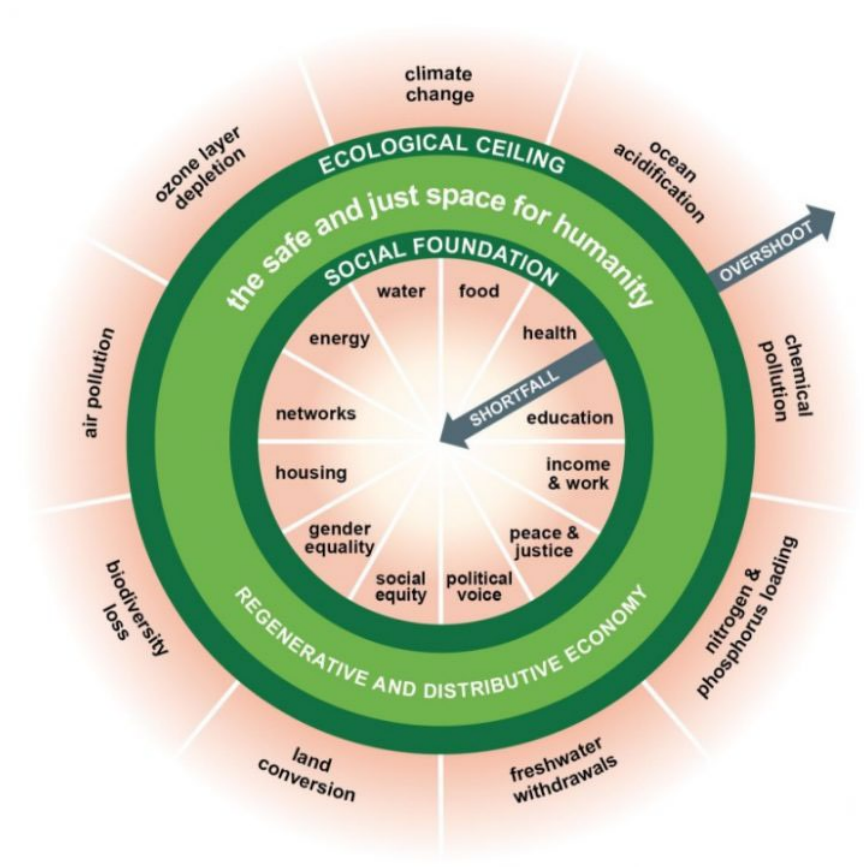 climate
change
ocean
acidification
OVERSHOOT
chemical
pollution
nitrogen &
phosphorus loading
freshwater
withdrawals
land
conversion
biodiversity
loss
air pollution
ozone layer
depletion
ECOLOGICAL CEILING
the safe and just space for humanity
SOCIAL FOUNDATION
water
food
health
SHORTFALL
education
income
& work
peace &
justice
political
voice
social
equity
gender
equality
housing
networks
energy
REGENERATIVE AND DISTRIBUTIVE ECONOMY